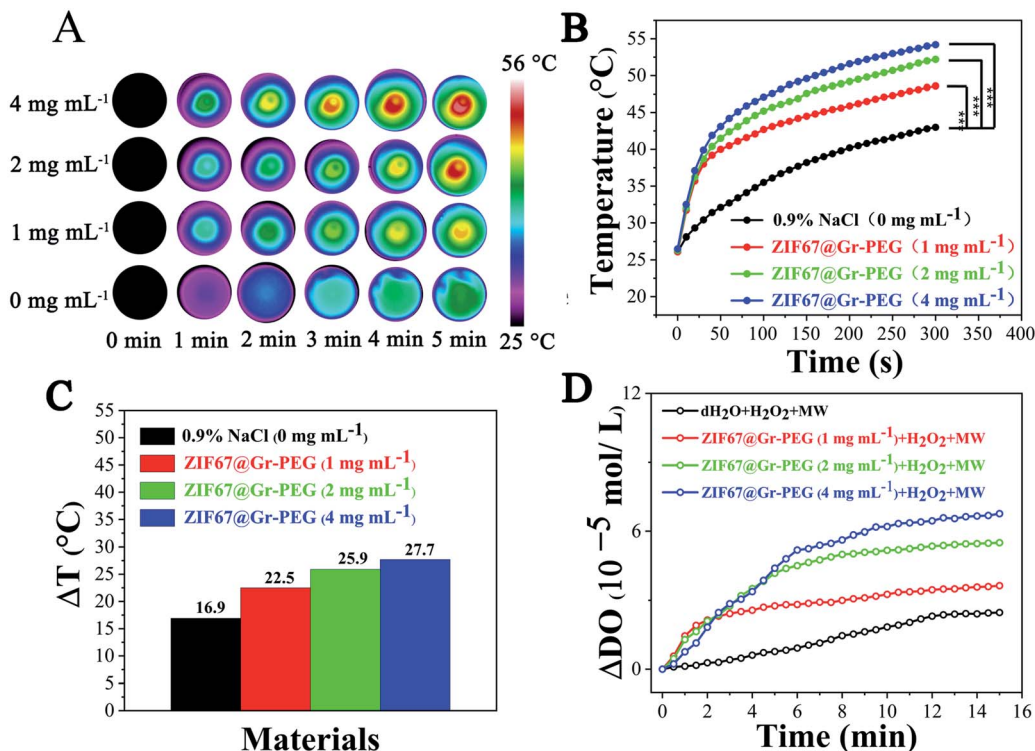 A
56 °C
4 mg mL⁻¹
2 mg mL⁻¹
1 mg mL⁻¹
0 mg mL⁻¹
0 min 1 min 2 min 3 min 4 min 5 min
25 °C
B
Temperature (°C)
55
50
45
40
35
30
25
***
***
***
0.9% NaCl（0 mg mL⁻¹）
ZIF67@Gr-PEG（1 mg mL⁻¹）
ZIF67@Gr-PEG（2 mg mL⁻¹）
ZIF67@Gr-PEG（4 mg mL⁻¹）
0 50 100 150 200 250 300 350 400
Time (s)
C
ΔT (°C)
55
50
45
40
35
30
25
20
15
10
5
0
0.9% NaCl (0 mg mL⁻¹)
ZIF67@Gr-PEG (1 mg mL⁻¹)
ZIF67@Gr-PEG (2 mg mL⁻¹)
ZIF67@Gr-PEG (4 mg mL⁻¹)
16.9
22.5
25.9
27.7
Materials
D
ΔDO (10⁻⁵ mol/ L)
12
6
0
dH₂O+H₂O₂+MW
ZIF67@Gr-PEG (1 mg mL⁻¹)+H₂O₂+MW
ZIF67@Gr-PEG (2 mg mL⁻¹)+H₂O₂+MW
ZIF67@Gr-PEG (4 mg mL⁻¹)+H₂O₂+MW
0 2 4 6 8 10 12 14 16
Time (min)